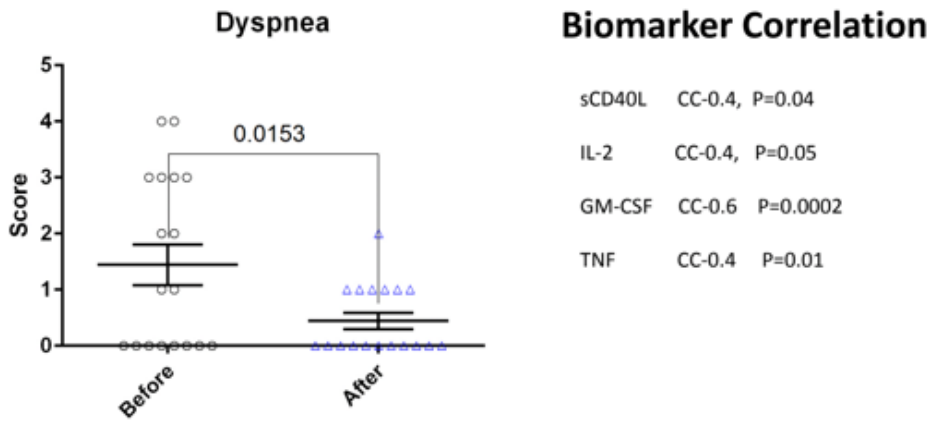 Dyspnea
5
4
3
2
1
0
Score
0.0153
Before
After
Biomarker Correlation
sCD40L CC-0.4, P=0.04
IL-2 CC-0.4, P=0.05
GM-CSF CC-0.6 P=0.0002
TNF CC-0.4 P=0.01